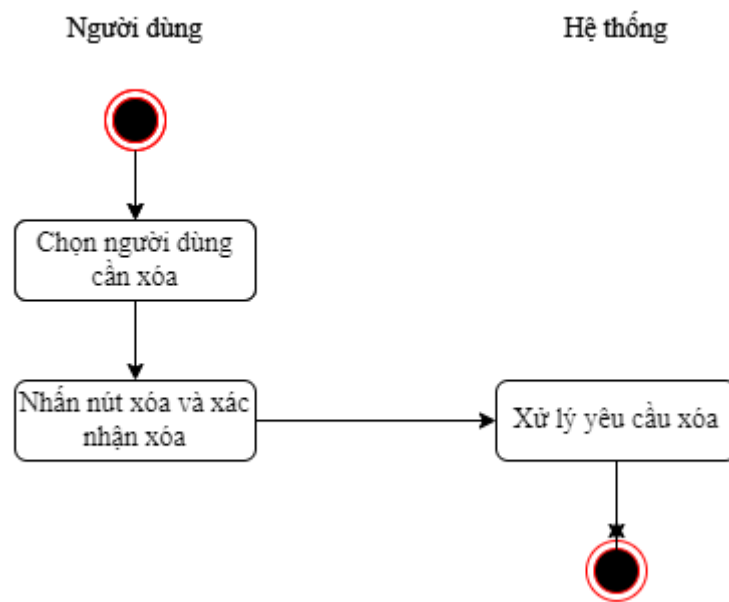 Người dùng
Hệ thống
Chọn người dùng
cần xóa
Nhấn nút xóa và xác
nhận xóa
Xử lý yêu cầu xóa